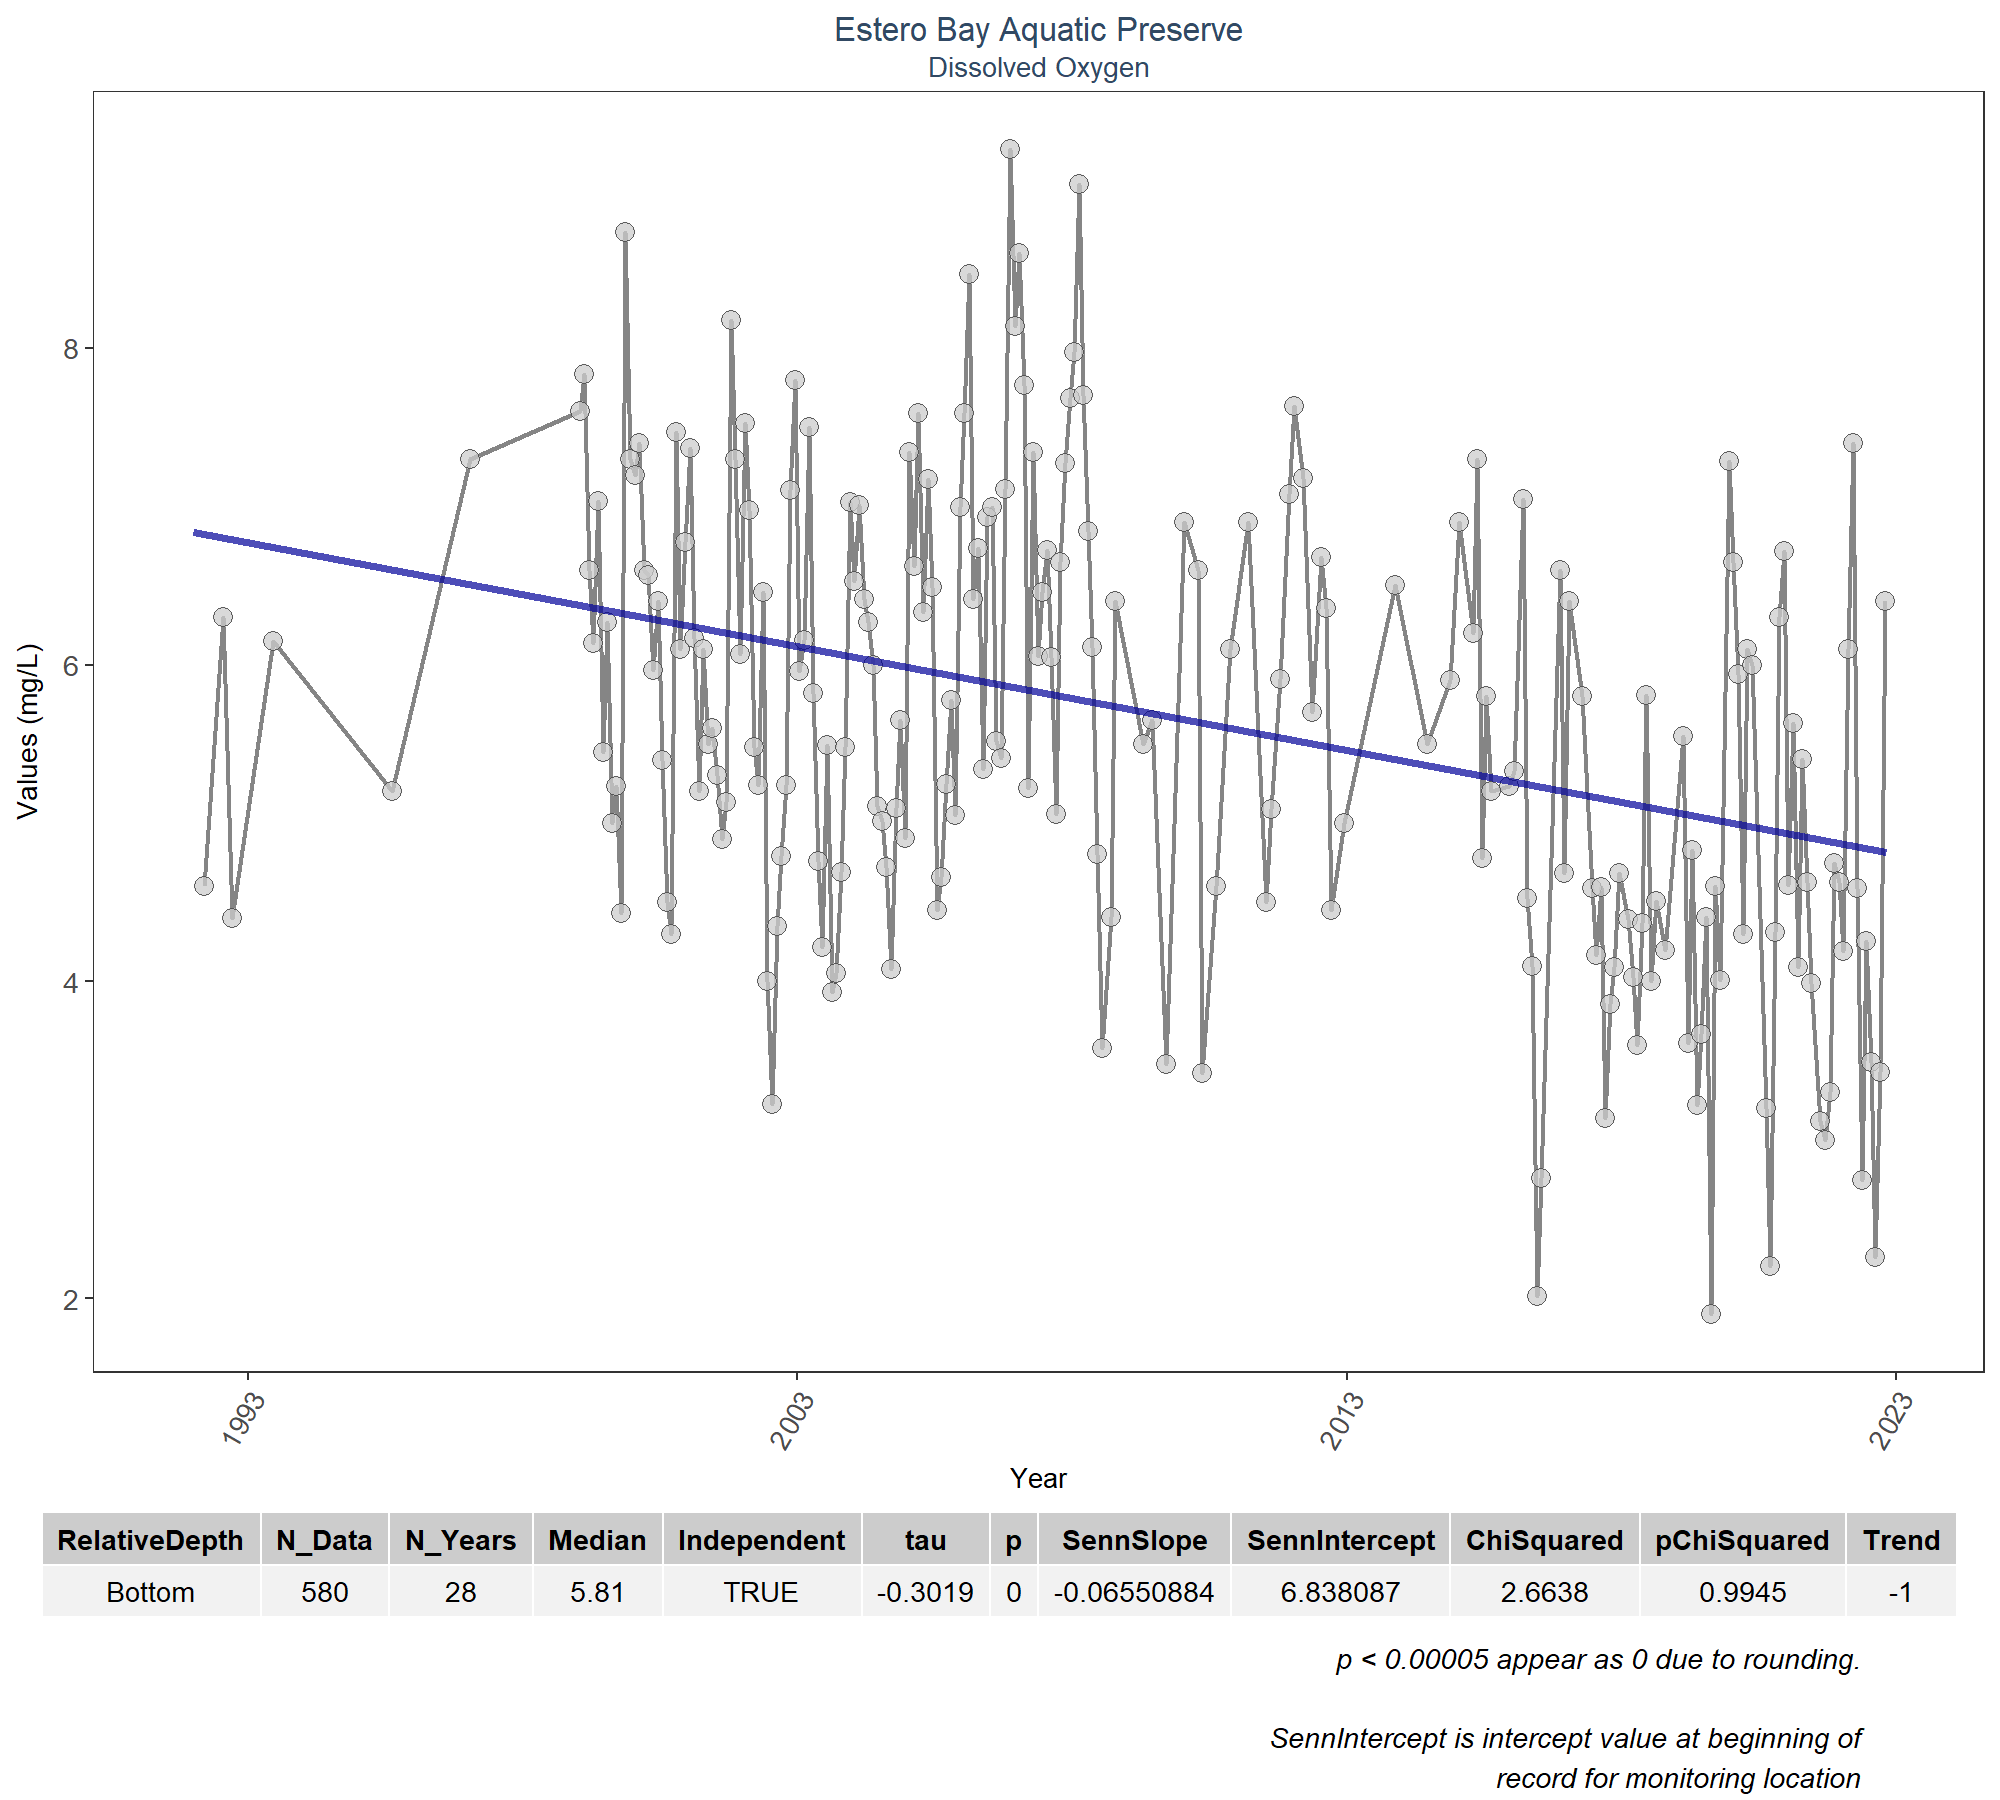 Estero Bay Aquatic Preserve
Dissolved Oxygen
Values (mg/L)
8
6
4
2
1993 2003 2013 2023
Year
RelativeDepth N_Data N_Years Median Independent tau p SennSlope SennIntercept ChiSquared pChiSquared Trend
Bottom 580 28 5.81 TRUE -0.3019 0 -0.06550884 6.838087 2.6638 0.9945 -1
p < 0.00005 appear as 0 due to rounding.
SennIntercept is intercept value at beginning of
record for monitoring location